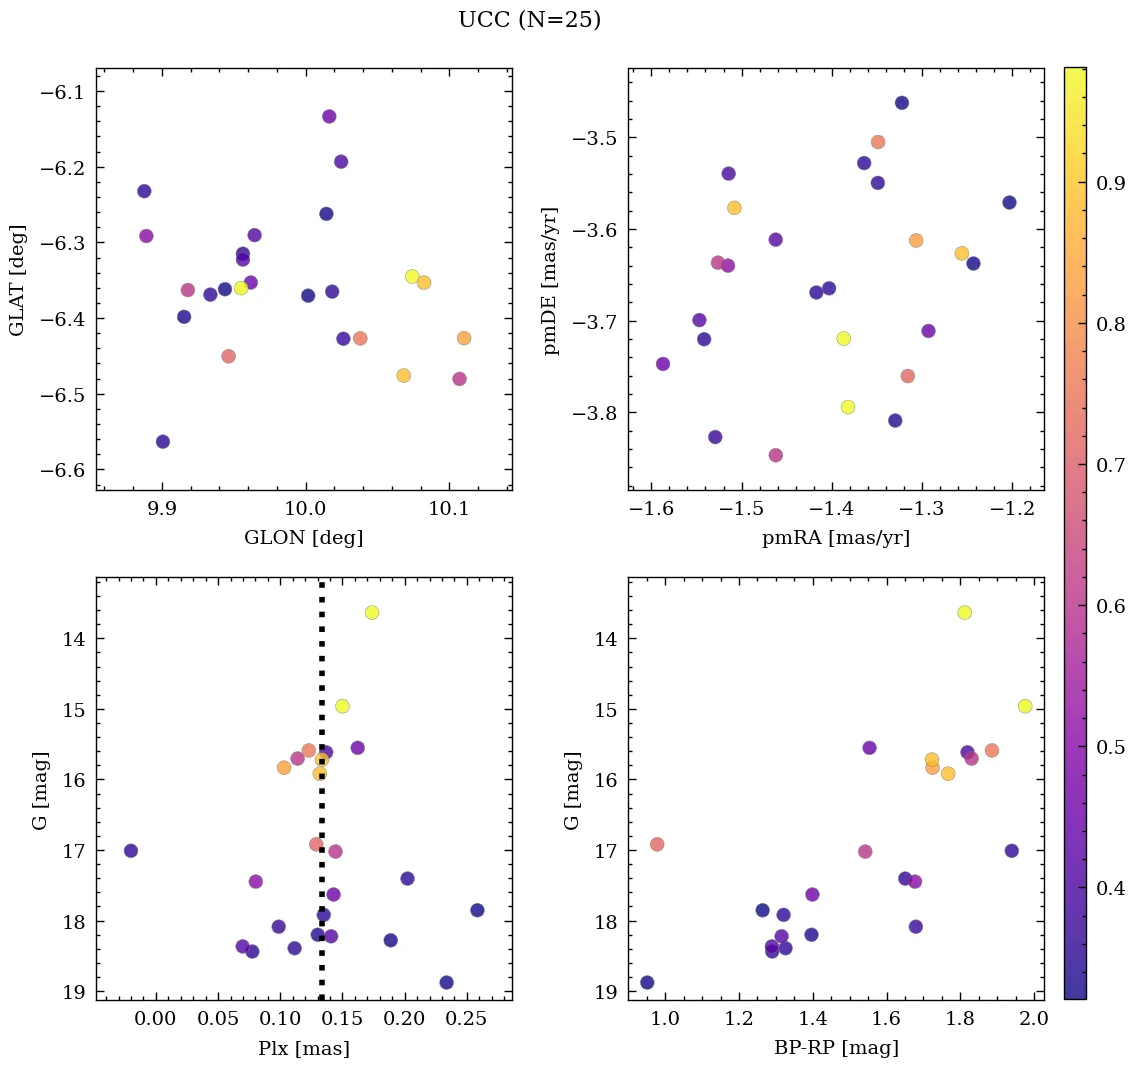 UCC (N=25)
−6.1
−6.2
−6.3
−6.4
−6.5
−6.6
GLAT [deg]
9.9 10.0 10.1
GLON [deg]
−3.5
−3.6
−3.7
−3.8
pmDE [mas/yr]
−1.6 −1.5 −1.4 −1.3 −1.2
pmRA [mas/yr]
14
15
16
17
18
19
G [mag]
0.00 0.05 0.10 0.15 0.20 0.25
Plx [mas]
14
15
16
17
18
19
G [mag]
1.0 1.2 1.4 1.6 1.8 2.0
BP-RP [mag]
0.9
0.8
0.7
0.6
0.5
0.4